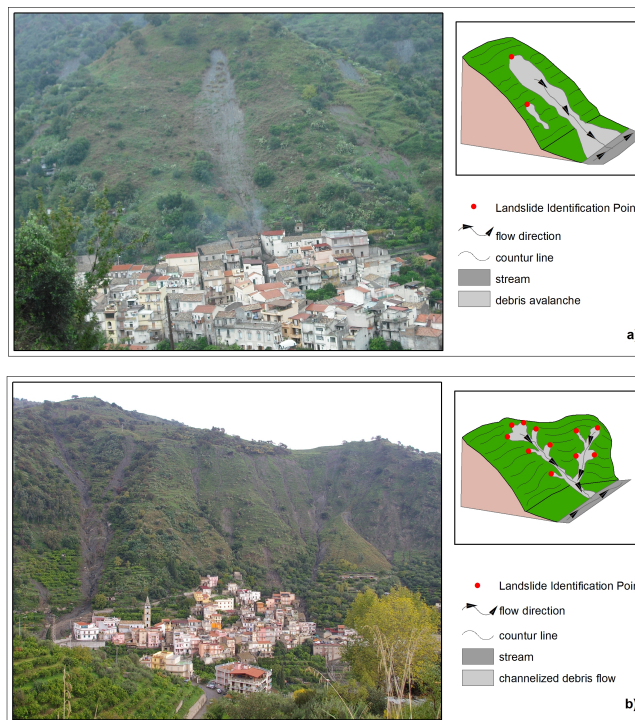 Landslide Identification Poin
flow direction
countur line
stream
debris avalanche
a)
Landslide Identification Poin
flow direction
countur line
stream
channelized debris flow
b)